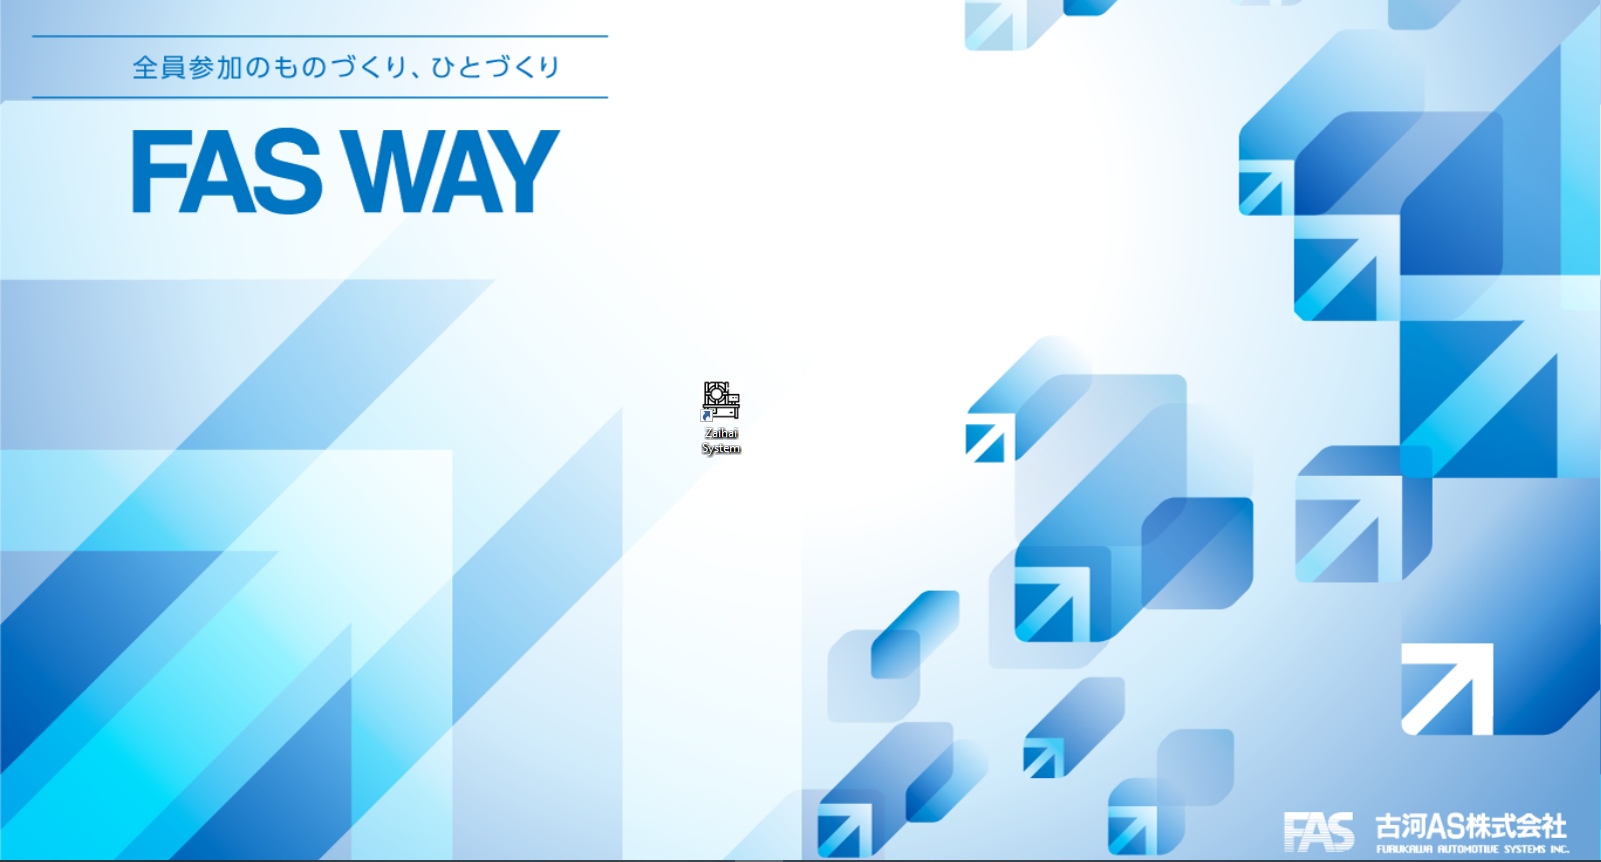 全員参加のものづくり、ひとづくり
FAS WAY
Zaihai
System
FAS 古河AS株式会社
FURUKAWA AUTOMOTIVE SYSTEMS INC.